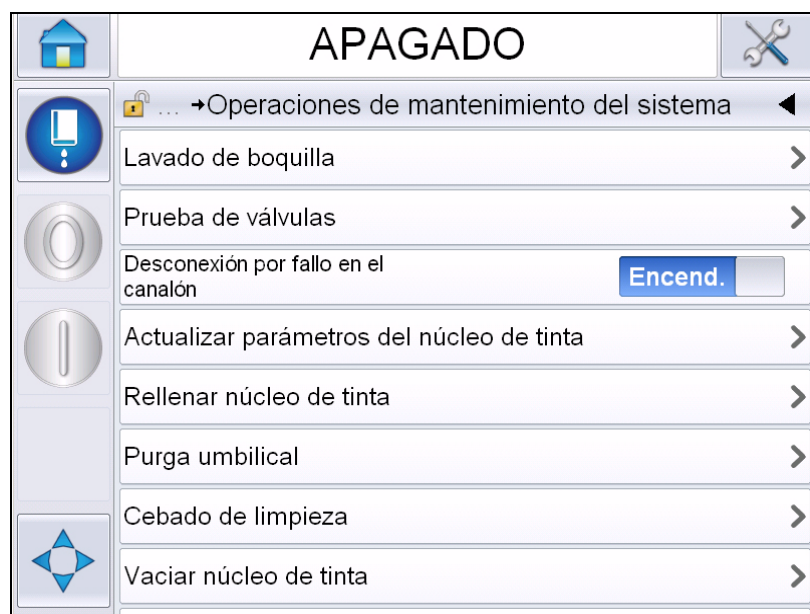 APAGADO
... →Operaciones de mantenimiento del sistema
Lavado de boquilla
Prueba de válvulas
Desconexión por fallo en el
canalón
Encend.
Actualizar parámetros del núcleo de tinta
Rellenar núcleo de tinta
Purga umbilical
Cebado de limpieza
Vaciar núcleo de tinta